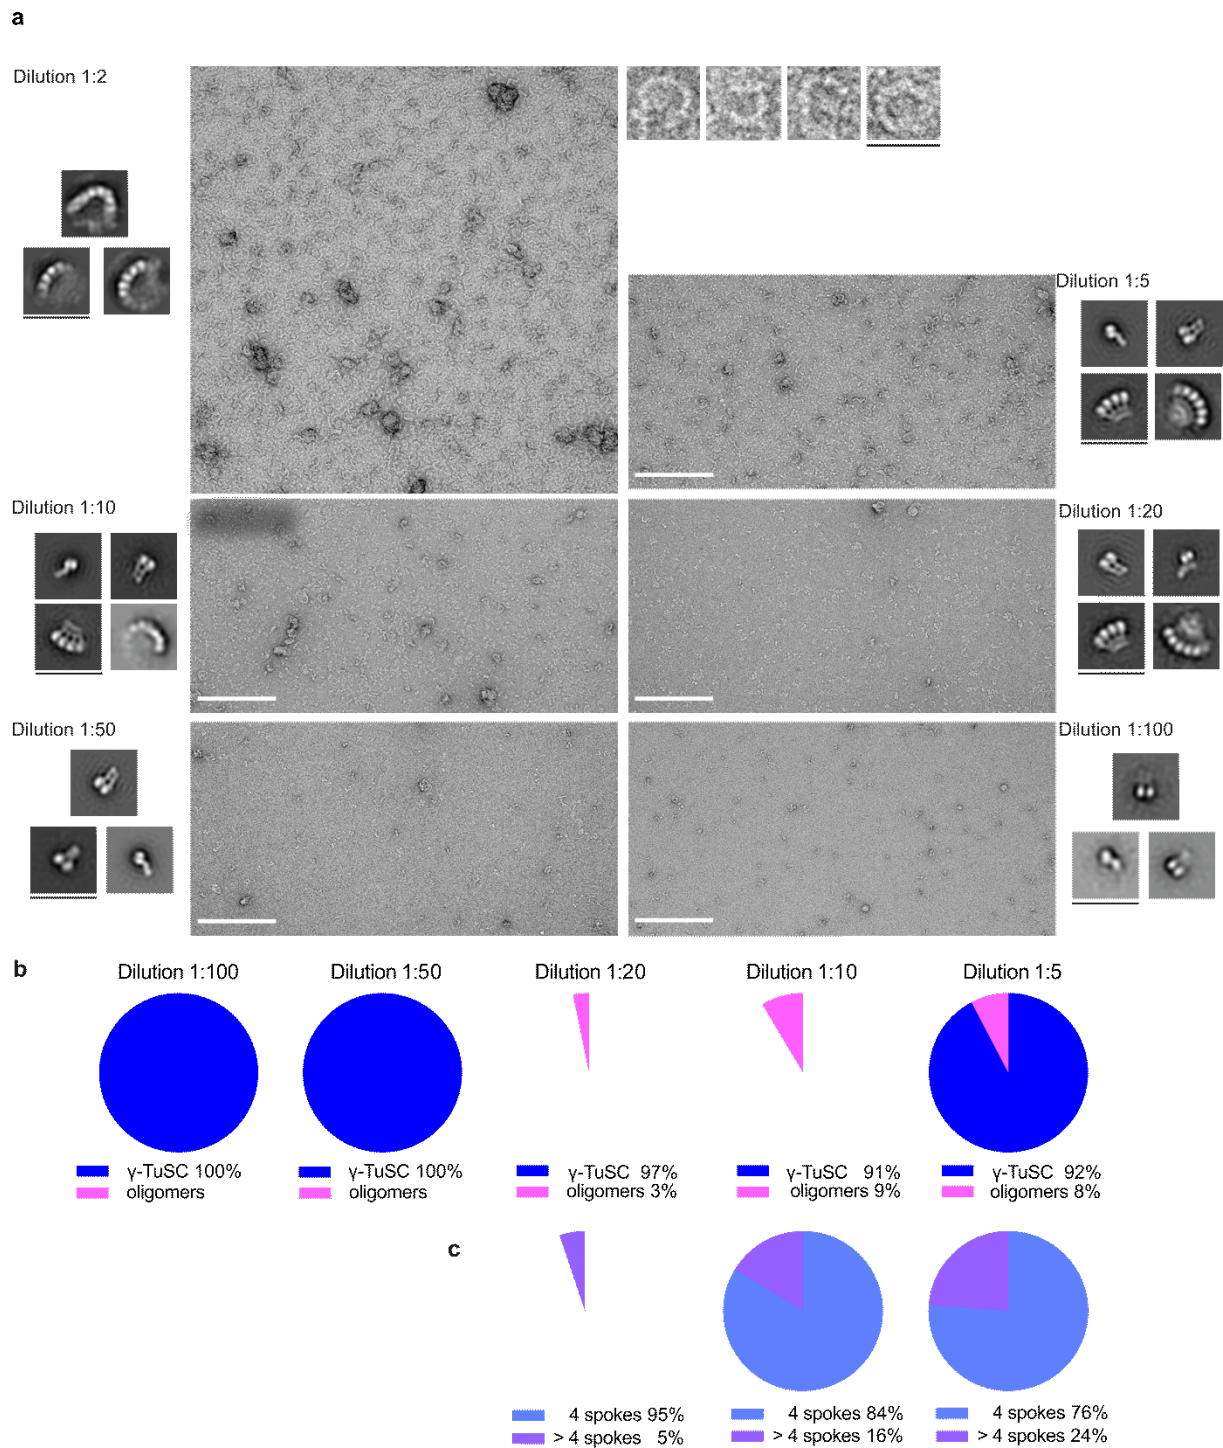 a
Dilution 1:2
Dilution 1:5
Dilution 1:10
Dilution 1:20
Dilution 1:50
Dilution 1:100
b
Dilution 1:100
Dilution 1:50
Dilution 1:20
Dilution 1:10
Dilution 1:5
γ-TuSC 100%
oligomers
γ-TuSC 100%
oligomers
γ-TuSC 97%
oligomers 3%
γ-TuSC 91%
oligomers 9%
γ-TuSC 92%
oligomers 8%
c
4 spokes 95%
> 4 spokes 5%
4 spokes 84%
> 4 spokes 16%
4 spokes 76%
> 4 spokes 24%